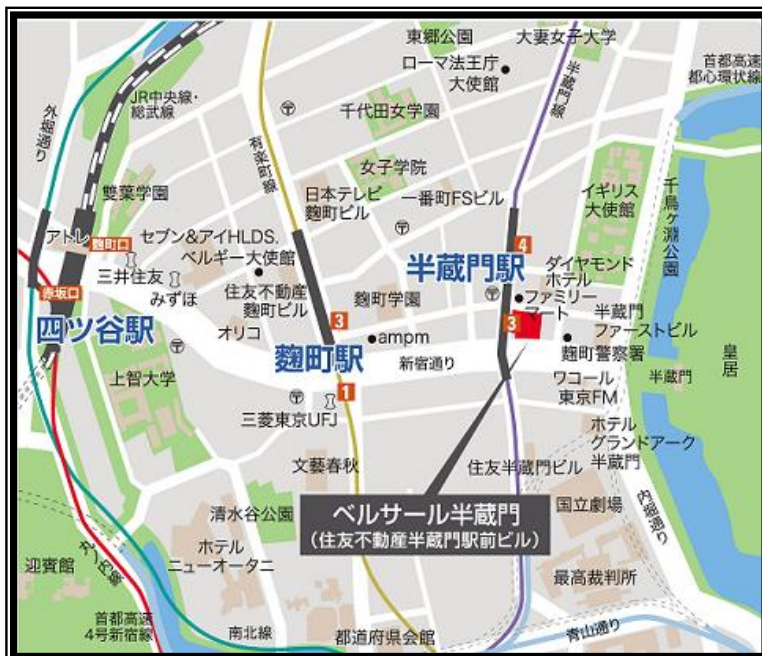 東郷公園
大妻女子大学
ローマ法王庁
大使館
半蔵門線
首都高速
都心環状線
外堀通り
JR中央線・
総武線
千代田女学園
有楽町線
女子学院
雙葉学園
日本テレビ
麴町ビル
一番町FSビル
イギリス
大使館
千鳥ヶ淵公園
アトレ
麴町口
セブン&アイHLDS.
ベルギー大使館
三井住友
みずほ
赤坂口
四ツ谷駅
住友不動産
麴町ビル
オリコ
麴町学園
半蔵門駅
4
ダイヤモンド
ホテル
ファミリー
マート
3
3
半蔵門
ファーストビル
ampm
麴町駅
新宿通り
麴町警察署
皇居
半蔵門
上智大学
1
三菱東京UFJ
ワコール
東京FM
ホテル
グランドアーク
半蔵門
文藝春秋
住友半蔵門ビル
内堀通り
清水谷公園
ベルサール半蔵門
(住友不動産半蔵門駅前ビル)
国立劇場
迎賓館
丸ノ内線
ホテル
ニューオータニ
最高裁判所
首都高速
4号新宿線
南北線
都道府県会館
青山通り